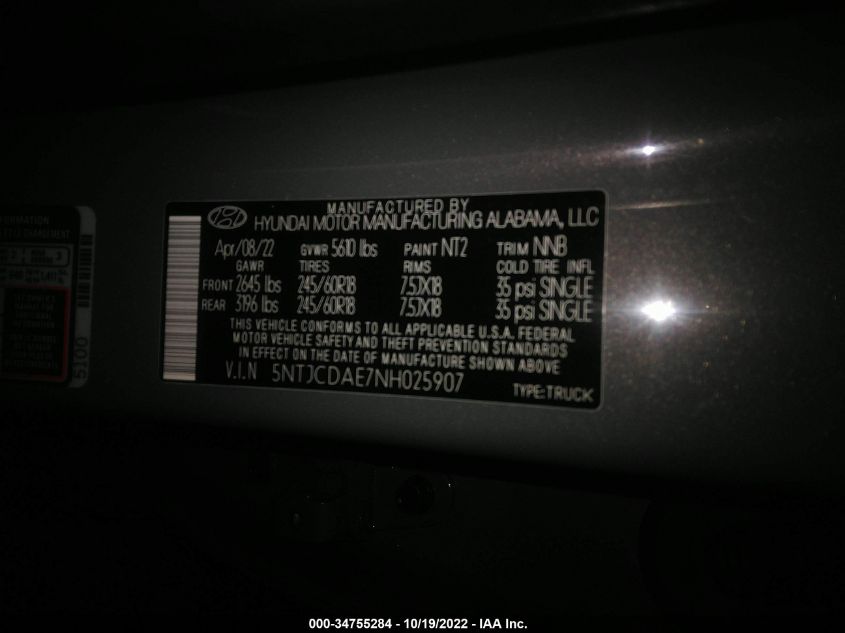 FORMATION
MANUFACTURED BY
HYUNDAI MOTOR MANUFACTURING ALABAMA, LLC
Apr/08/22 GVWR 5610 lbs PAINT NT2 TRIM NNB
GAWR TIRES RIMS COLD TIRE INFL
FRONT 2645 lbs 245/60R18 7.5JX18 35 psi SINGLE
REAR 3196 lbs 245/60R18 7.5JX18 35 psi SINGLE
THIS VEHICLE CONFORMS TO ALL APPLICABLE U.S.A. FEDERAL
MOTOR VEHICLE SAFETY AND THEFT PREVENTION STANDARDS
IN EFFECT ON THE DATE OF MANUFACTURE SHOWN ABOVE
V.I.N 5NTJCDAE7NH025907
TYPE:TRUCK
000-34755284 - 10/19/2022 - IAA Inc.